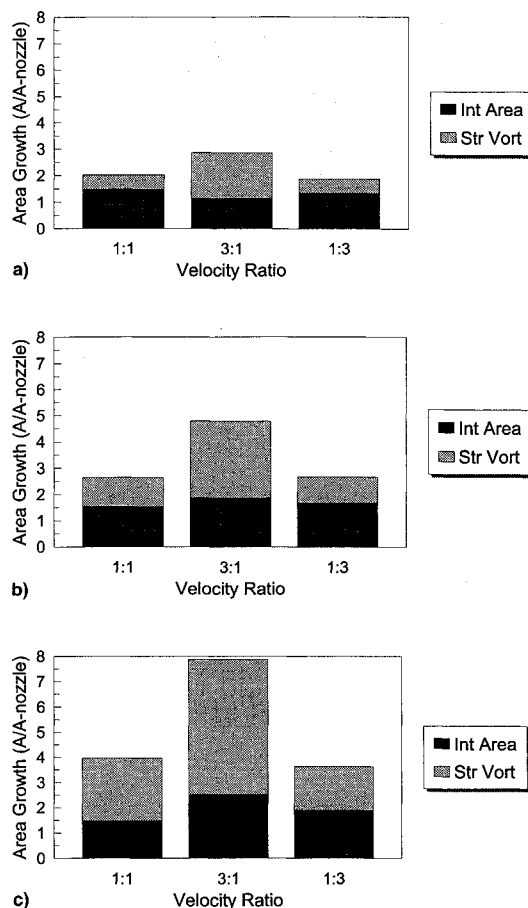 Area Growth (A/A-nozzle)
8
7
6
5
4
3
2
1
0
1:1 3:1 1:3
Velocity Ratio
Int Area
Str Vort
a)
Area Growth (A/A-nozzle)
8
7
6
5
4
3
2
1
0
1:1 3:1 1:3
Velocity Ratio
Int Area
Str Vort
b)
Area Growth (A/A-nozzle)
8
7
6
5
4
3
2
1
0
1:1 3:1 1:3
Velocity Ratio
Int Area
Str Vort
c)